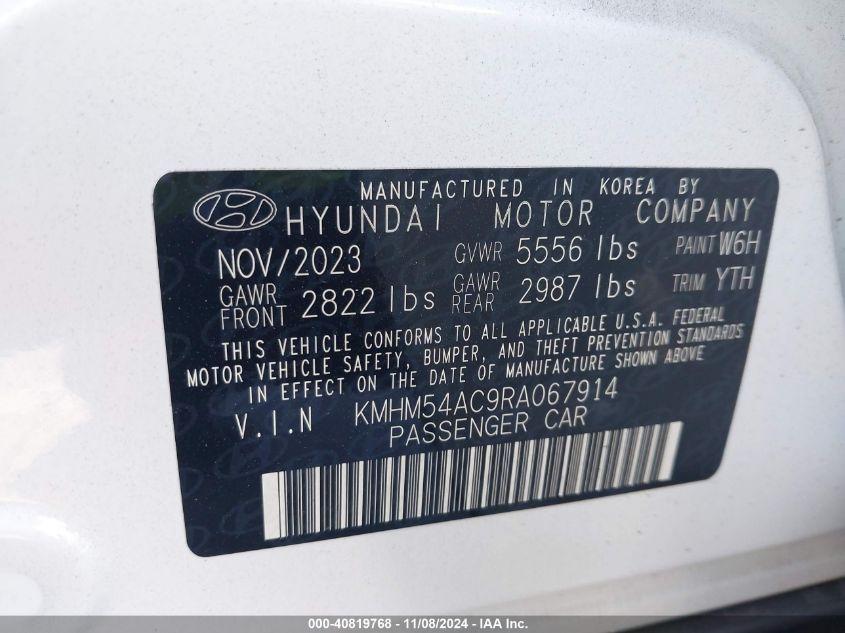 MANUFACTURED IN KOREA BY
HYUNDAI MOTOR COMPANY
NOV/2023 GVWR 5556 lbs PAINT W6H
GAWR FRONT 2822 lbs GAWR REAR 2987 lbs TRIM YTH
THIS VEHICLE CONFORMS TO ALL APPLICABLE U.S.A. FEDERAL
MOTOR VEHICLE SAFETY, BUMPER, AND THEFT PREVENTION STANDARDS
IN EFFECT ON THE DATE OF MANUFACTURE SHOWN ABOVE
V.I.N KMHM54AC9RA067914
PASSENGER CAR
000-40819768 - 11/08/2024 - IAA Inc.